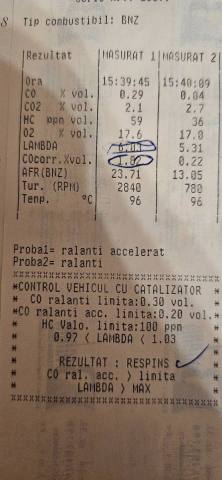 S Tip combustibil: BNZ
Rezultat MASURAT 1 MASURAT 2
Ora 15:39:45 15:40:09
CO % vol. 0.29 0.04
CO2 % vol. 2.1 2.7
HC ppm vol 59 36
O2 % vol. 17.6 17.0
LAMBDA 5.31
COcorr.%vol. 1.82 0.22
AFR(BNZ) 23.71 13.05
Tur. (RPM) 2840 780
Temp. °C 96 96
Proba1= ralanti accelerat
Proba2= ralanti
*CONTROL VEHICUL CU CATALIZATOR *
* CO ralanti limita:0.30 vol. *
*CO ralanti acc. limita:0.20 vol.*
* HC Valo. limita:100 ppm *
* 0.97 < LAMBDA < 1.03 *
* REZULTAT : RESPINS *
* CO ral. acc. > limita *
* LAMBDA > MAX *